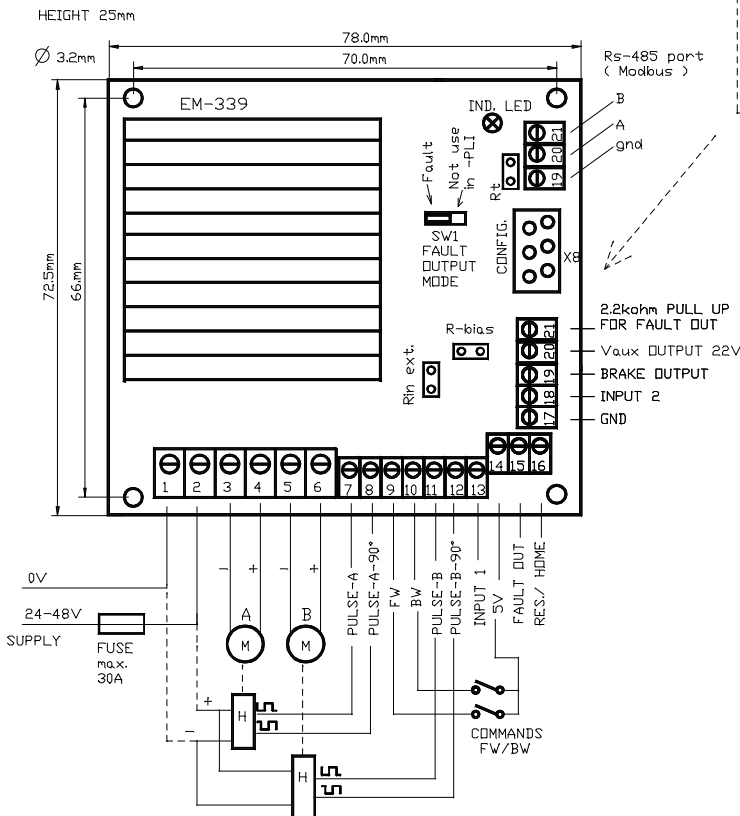 HEIGHT 25mm
Ø 3.2mm
78.0mm
70.0mm
72.5mm
66.mm
EM-339
IND. LED
Rs-485 port
( Modbus )
B
A
gnd
21
20
19
Rt
Fault
Not use
in -PLI
SW1
FAULT
OUTPUT
MODE
CONFIG.
X8
R-bias
Rin ext.
21
20
19
18
17
2.2kohm PULL UP
FOR FAULT OUT
Vaux OUTPUT 22V
BRAKE OUTPUT
INPUT 2
GND
1 2 3 4 5 6 7 8 9 10 11 12 13 14 15 16
0V
24-48V
SUPPLY
FUSE
max.
30A
- + - +
A
M
B
M
PULSE-A
PULSE-A-90°
FW
BW
PULSE-B
PULSE-B-90°
INPUT 1
5V
FAULT OUT
RES./ HOME
+
-
H
H
COMMANDS
FW/BW